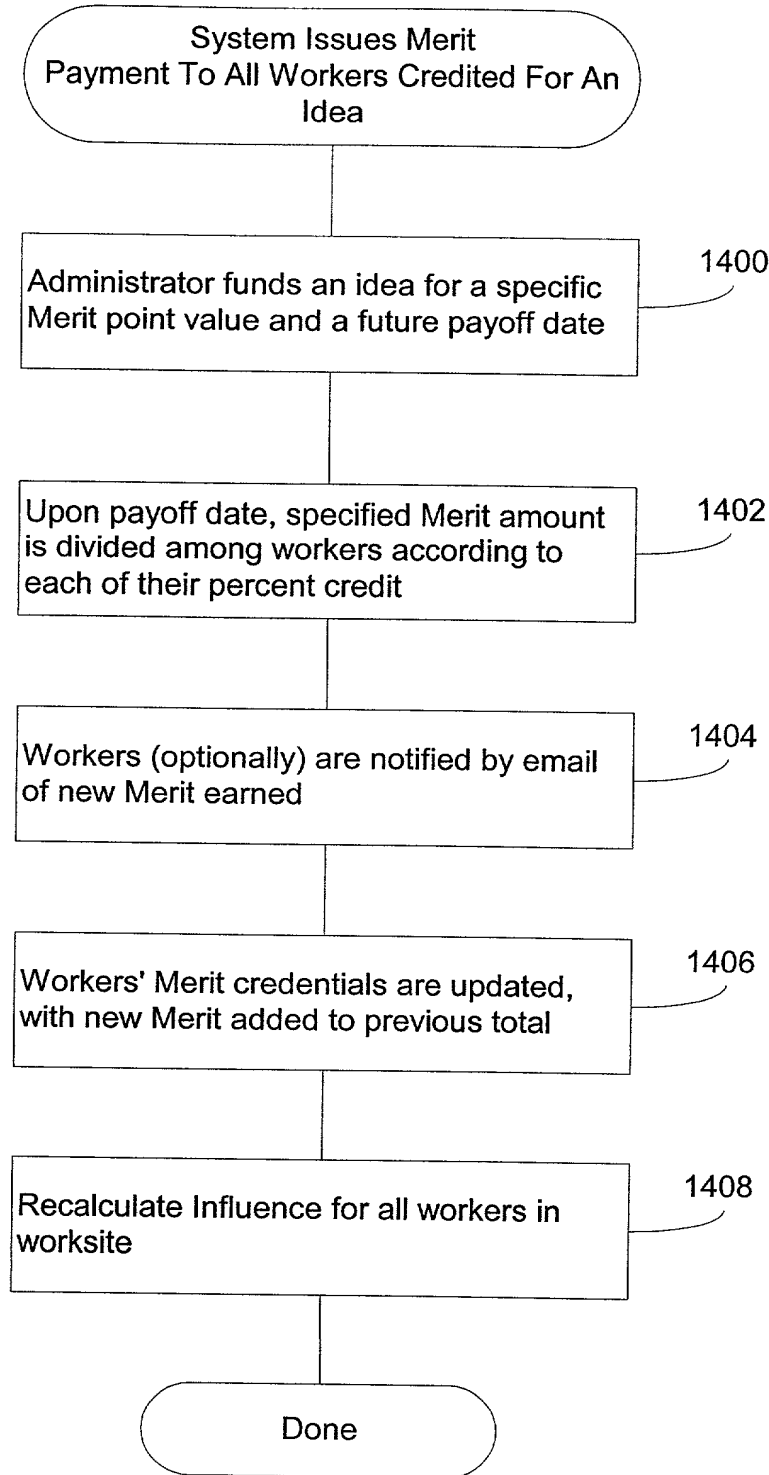 System Issues Merit
Payment To All Workers Credited For An
Idea
Administrator funds an idea for a specific
Merit point value and a future payoff date
1400
Upon payoff date, specified Merit amount
is divided among workers according to
each of their percent credit
1402
Workers (optionally) are notified by email
of new Merit earned
1404
Workers' Merit credentials are updated,
with new Merit added to previous total
1406
Recalculate Influence for all workers in
worksite
1408
Done